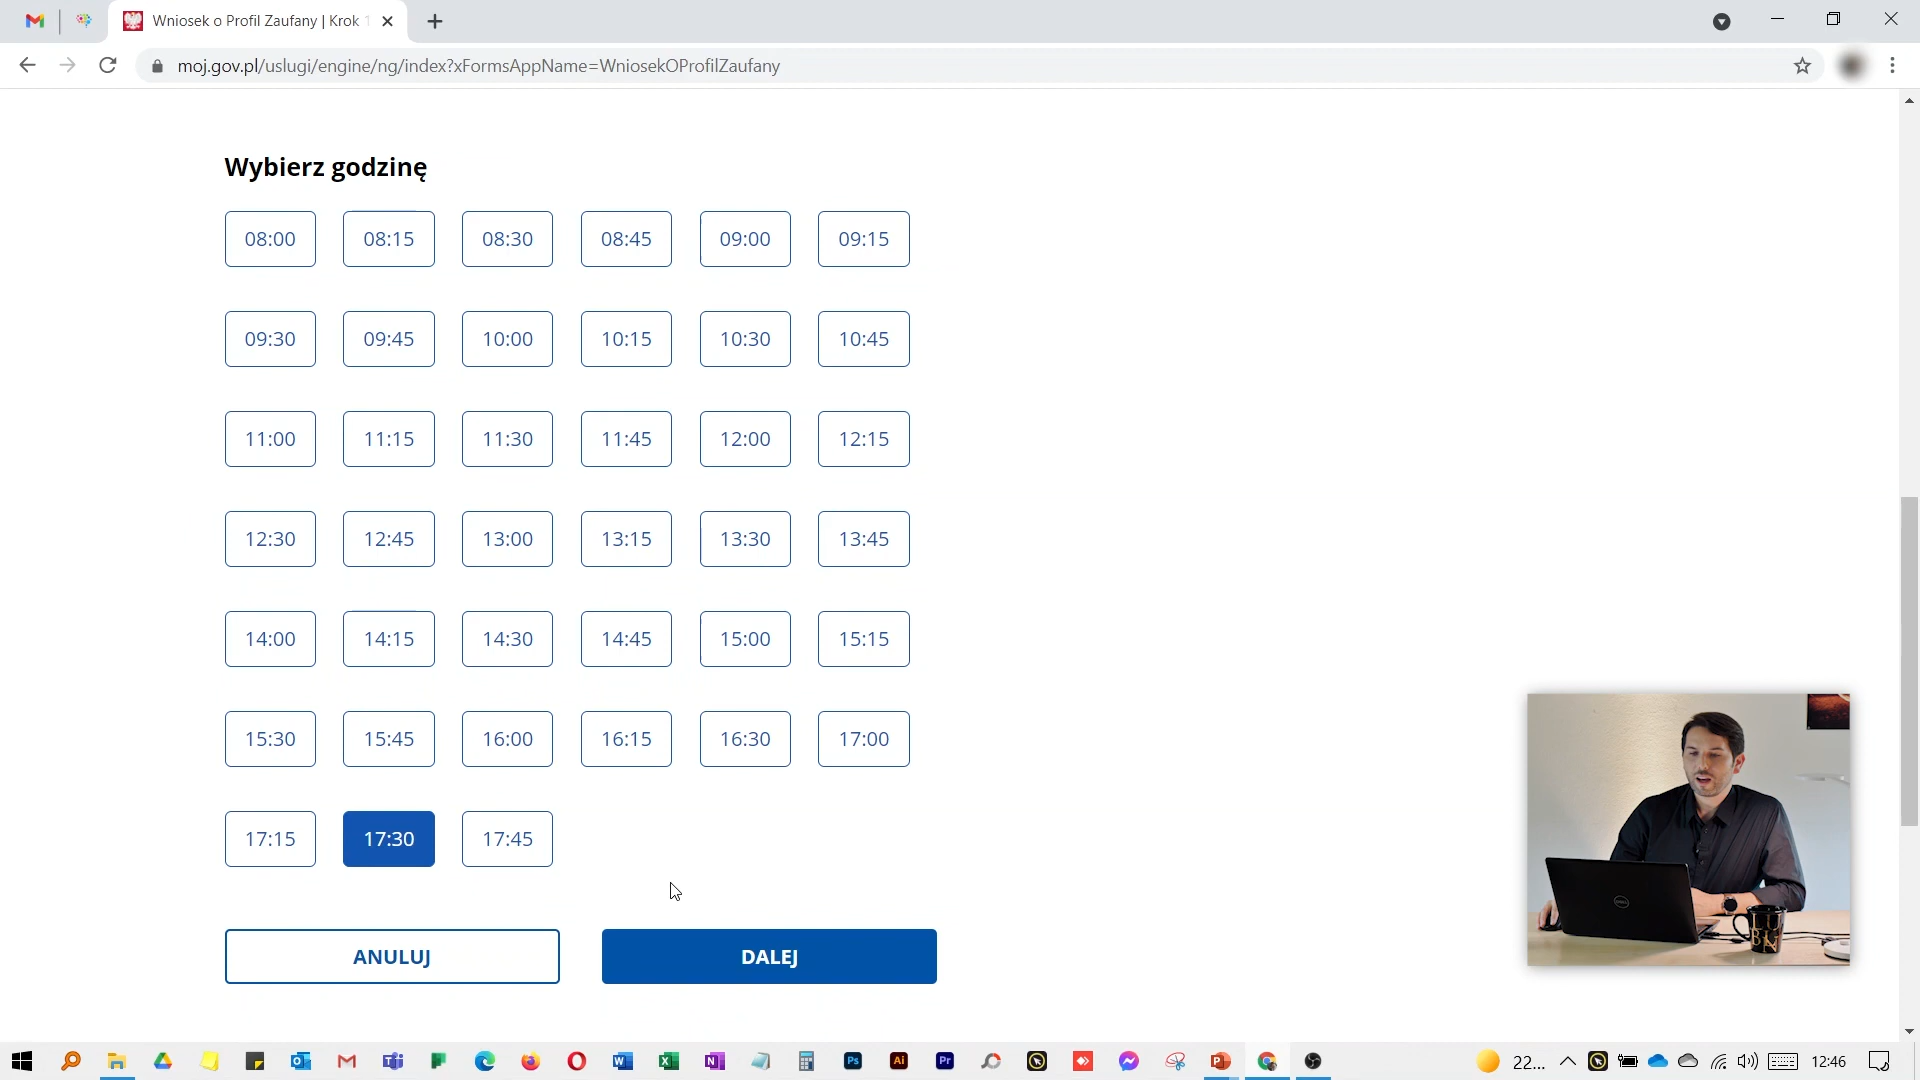 Wniosek o Profil Zaufany | Krok 1
moj.gov.pl/uslugi/engine/ng/index?xFormsAppName=WniosekOProfilZaufany
Wybierz godzinę
08:00 08:15 08:30 08:45 09:00 09:15
09:30 09:45 10:00 10:15 10:30 10:45
11:00 11:15 11:30 11:45 12:00 12:15
12:30 12:45 13:00 13:15 13:30 13:45
14:00 14:15 14:30 14:45 15:00 15:15
15:30 15:45 16:00 16:15 16:30 17:00
17:15 17:30 17:45
ANULUJ DALEJ
22... 12:46